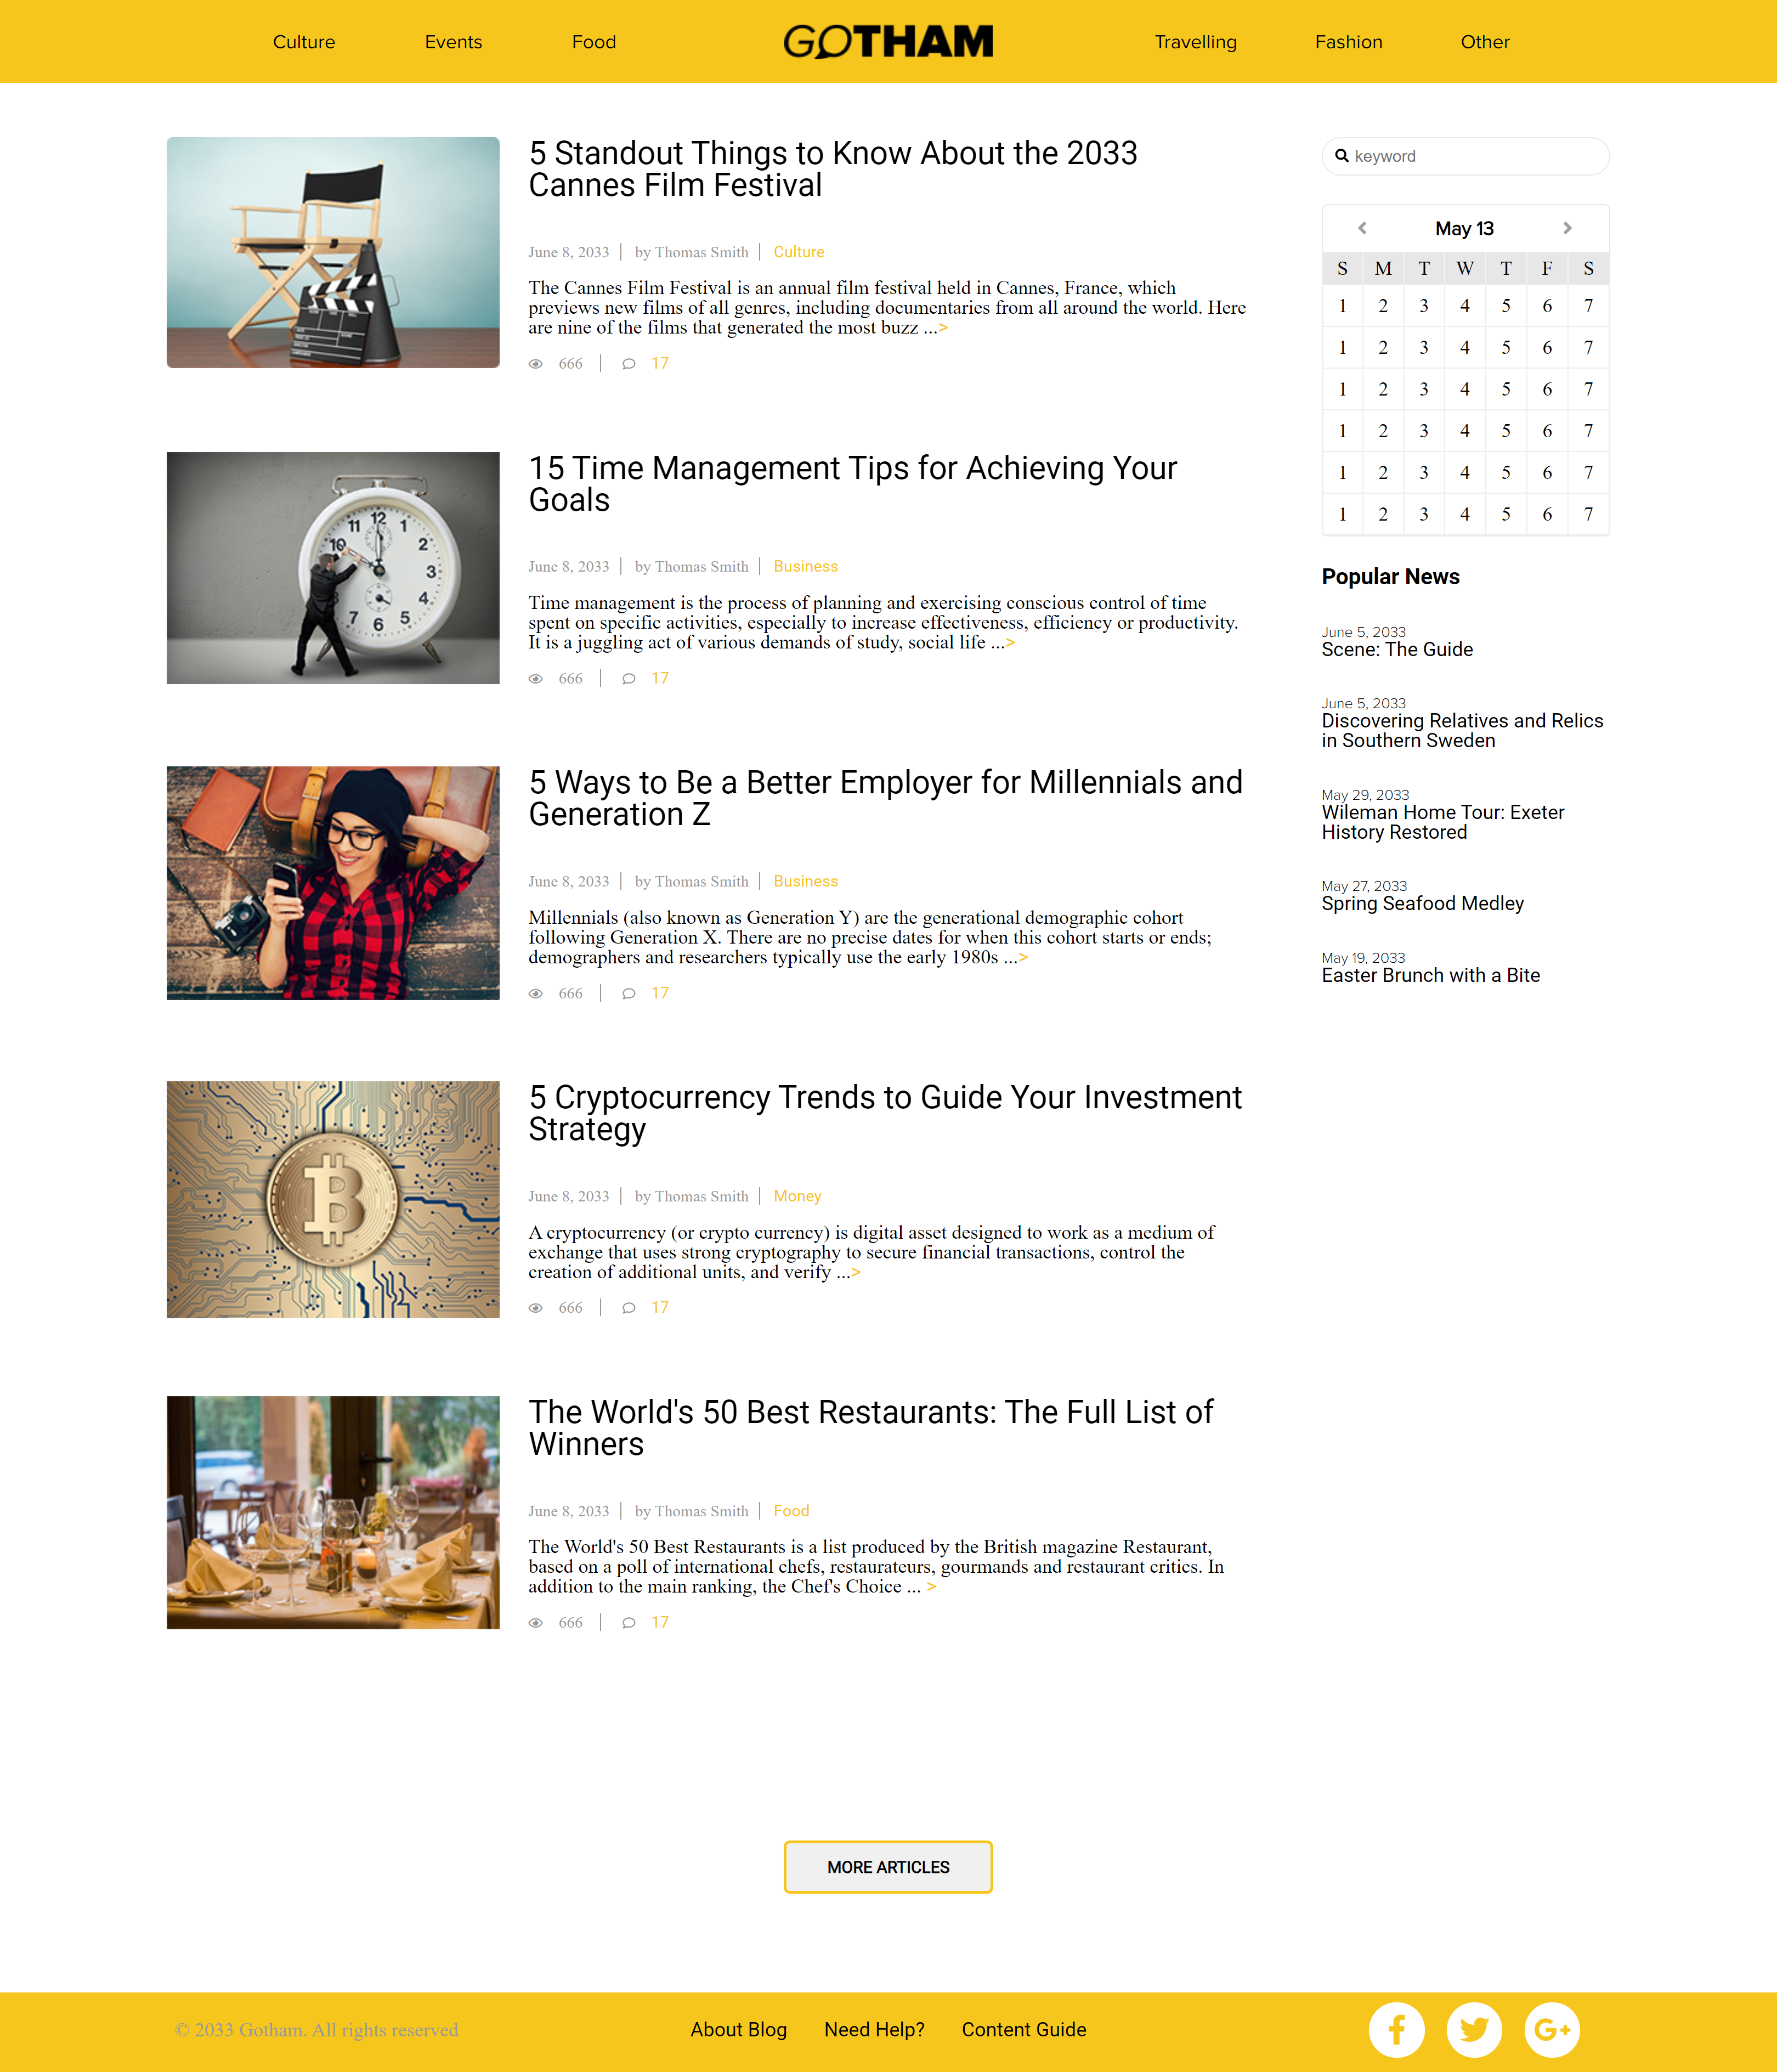 Culture
Events
Food
GOTHAM
Travelling
Fashion
Other
5 Standout Things to Know About the 2033
Cannes Film Festival
June 8, 2033 | by Thomas Smith | Culture
The Cannes Film Festival is an annual film festival held in Cannes, France, which
previews new films of all genres, including documentaries from all around the world. Here
are nine of the films that generated the most buzz ...>
666 | 17
12
1
2
3
4
5
6
7
10
11
15 Time Management Tips for Achieving Your
Goals
June 8, 2033 | by Thomas Smith | Business
Time management is the process of planning and exercising conscious control of time
spent on specific activities, especially to increase effectiveness, efficiency or productivity.
It is a juggling act of various demands of study, social life ...>
666 | 17
5 Ways to Be a Better Employer for Millennials and
Generation Z
June 8, 2033 | by Thomas Smith | Business
Millennials (also known as Generation Y) are the generational demographic cohort
following Generation X. There are no precise dates for when this cohort starts or ends;
demographers and researchers typically use the early 1980s ...>
666 | 17
5 Cryptocurrency Trends to Guide Your Investment
Strategy
June 8, 2033 | by Thomas Smith | Money
A cryptocurrency (or crypto currency) is digital asset designed to work as a medium of
exchange that uses strong cryptography to secure financial transactions, control the
creation of additional units, and verify ...>
666 | 17
The World's 50 Best Restaurants: The Full List of
Winners
June 8, 2033 | by Thomas Smith | Food
The World's 50 Best Restaurants is a list produced by the British magazine Restaurant,
based on a poll of international chefs, restaurateurs, gourmands and restaurant critics. In
addition to the main ranking, the Chef's Choice ... >
666 | 17
keyword
May 13
S M T W T F S
1 2 3 4 5 6 7
1 2 3 4 5 6 7
1 2 3 4 5 6 7
1 2 3 4 5 6 7
1 2 3 4 5 6 7
1 2 3 4 5 6 7
Popular News
June 5, 2033
Scene: The Guide
June 5, 2033
Discovering Relatives and Relics
in Southern Sweden
May 29, 2033
Wileman Home Tour: Exeter
History Restored
May 27, 2033
Spring Seafood Medley
May 19, 2033
Easter Brunch with a Bite
MORE ARTICLES
© 2033 Gotham. All rights reserved
About Blog
Need Help?
Content Guide